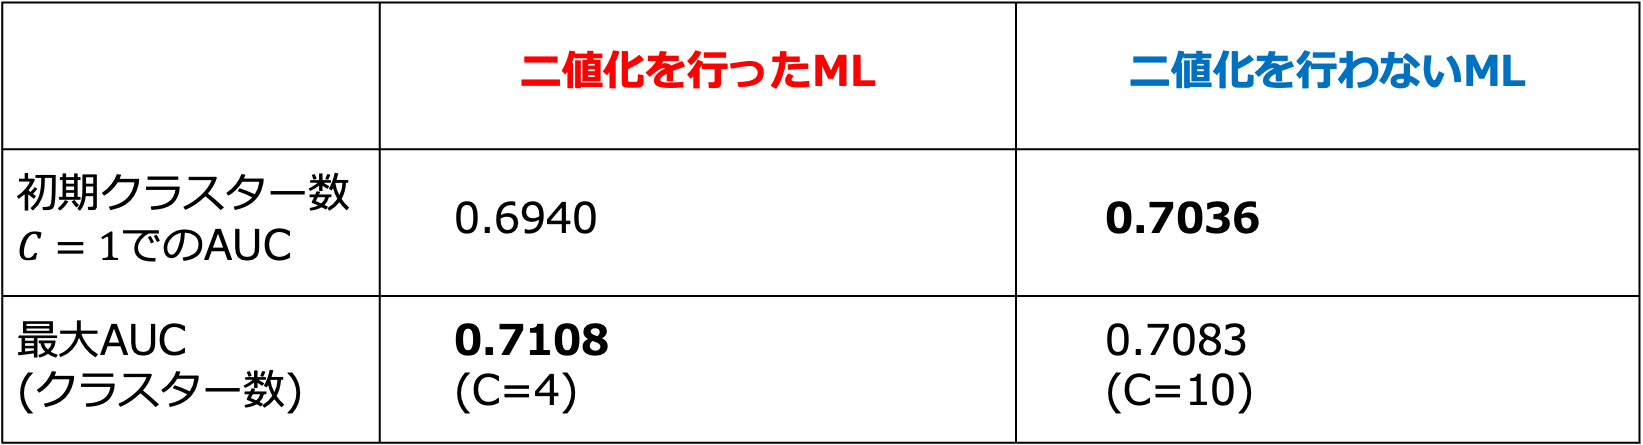 二値化を行ったML
二値化を行わないML
初期クラスター数
C = 1でのAUC
0.6940
0.7036
最大AUC
(クラスター数)
0.7108
(C=4)
0.7083
(C=10)